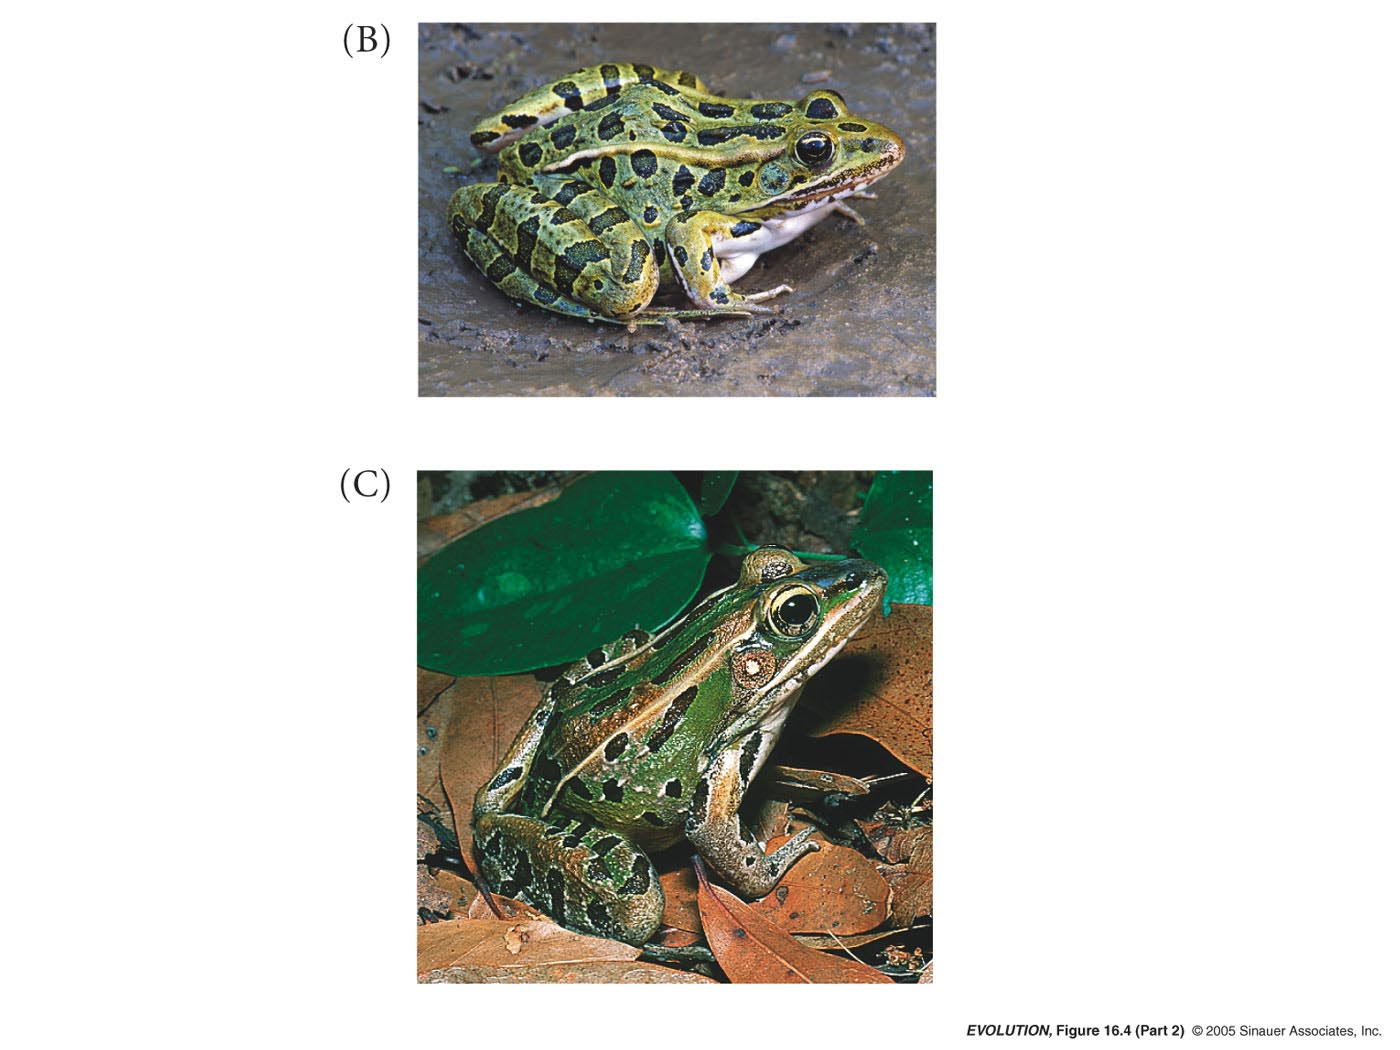 (B)
(C)
EVOLUTION, Figure 16.4 (Part 2) © 2005 Sinauer Associates, Inc.